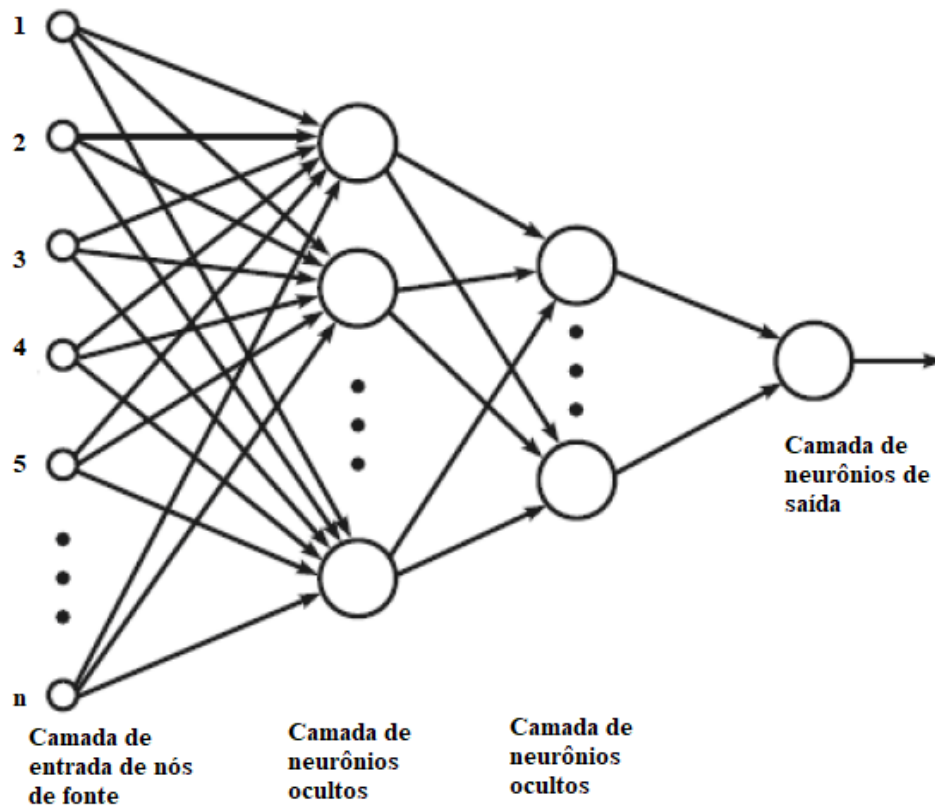 1
2
3
4
5
n
Camada de
entrada de nós
de fonte
Camada de
neurônios
ocultos
Camada de
neurônios
ocultos
Camada de
neurônios de
saída